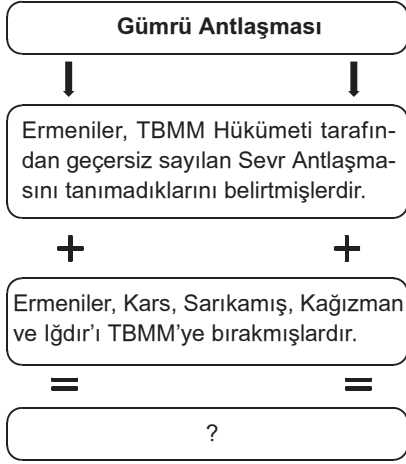 Gümrü Antlaşması
Ermeniler, TBMM Hükümeti tarafın-
dan geçersiz sayılan Sevr Antlaşma-
sını tanımadıklarını belirtmişlerdir.
+ +
Ermeniler, Kars, Sarıkamış, Kağızman
ve Iğdır’ı TBMM’ye bırakmışlardır.
= =
?